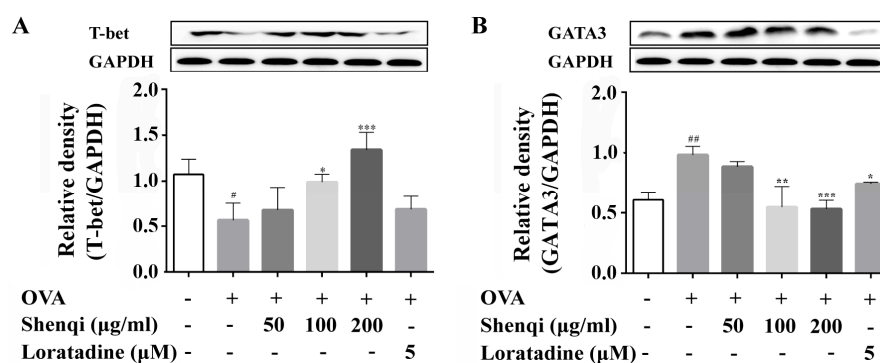 A
T-bet
GAPDH
Relative density
(T-bet/GAPDH)
1.0
1.5
1.0
0.5
0.0
# * ***
OVA - + + + + +
Shenqi (μg/ml) - - 50 100 200 -
Loratadine (μM) - - - - - 5
B
GATA3
GAPDH
Relative density
(GATA3/GAPDH)
2.0
1.0
0.5
0.0
## ** *** *
OVA - + + + + +
Shenqi (μg/ml) - - 50 100 200 -
Loratadine (μM) - - - - - 5